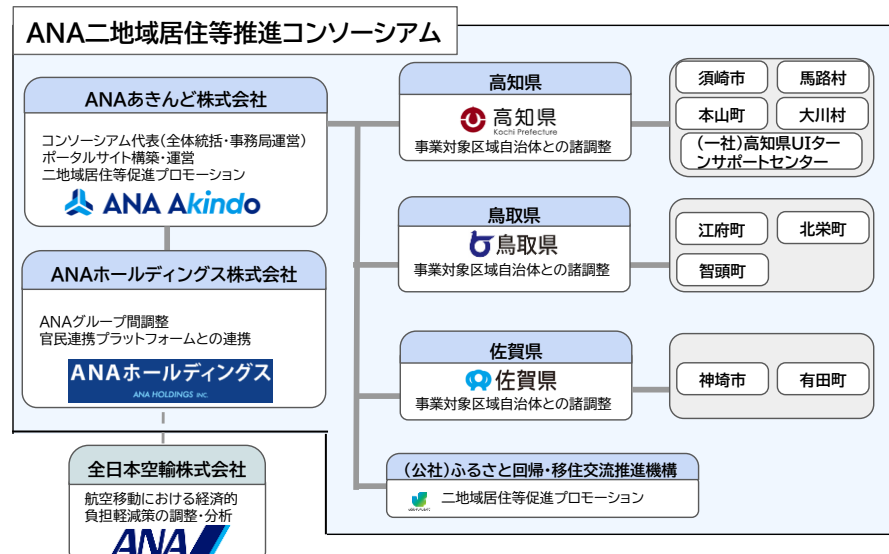 ANA二地域居住等推進コンソーシアム
ANAあきんど株式会社
コンソーシアム代表(全体統括・事務局運営)
ポータルサイト構築・運営
二地域居住等促進プロモーション
ANA Akindo
ANAホールディングス株式会社
ANAグループ間調整
官民連携プラットフォームとの連携
ANAホールディングス
ANA HOLDINGS INC.
全日本空輸株式会社
航空移動における経済的
負担軽減策の調整・分析
ANA
高知県
高知県
Kochi Prefecture
事業対象区域自治体との諸調整
須崎市
馬路村
本山町
大川村
(一社)高知県UIター
ンサポートセンター
鳥取県
鳥取県
事業対象区域自治体との諸調整
江府町
北栄町
智頭町
佐賀県
佐賀県
事業対象区域自治体との諸調整
神埼市
有田町
(公社)ふるさと回帰・移住交流推進機構
二地域居住等促進プロモーション